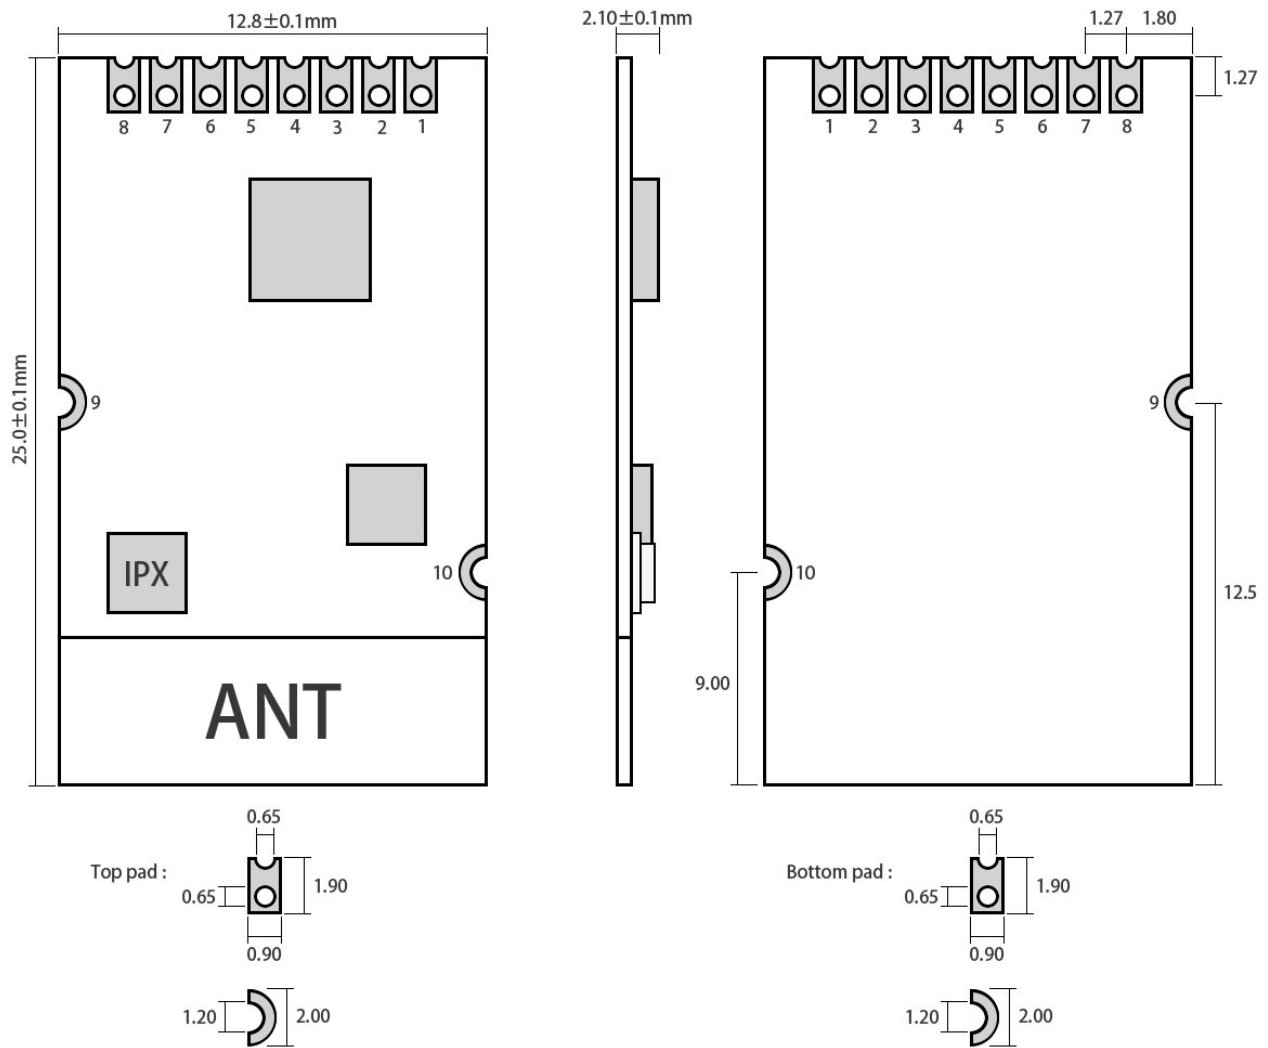 12.8±0.1mm
2.10±0.1mm
1.27 1.80
1.27
8 7 6 5 4 3 2 1
1 2 3 4 5 6 7 8
25.0±0.1mm
9
9
IPX
10
10
12.5
9.00
ANT
0.65
0.65
Top pad :
Bottom pad :
0.65
1.90
0.65
1.90
0.90
0.90
1.20
2.00
1.20
2.00